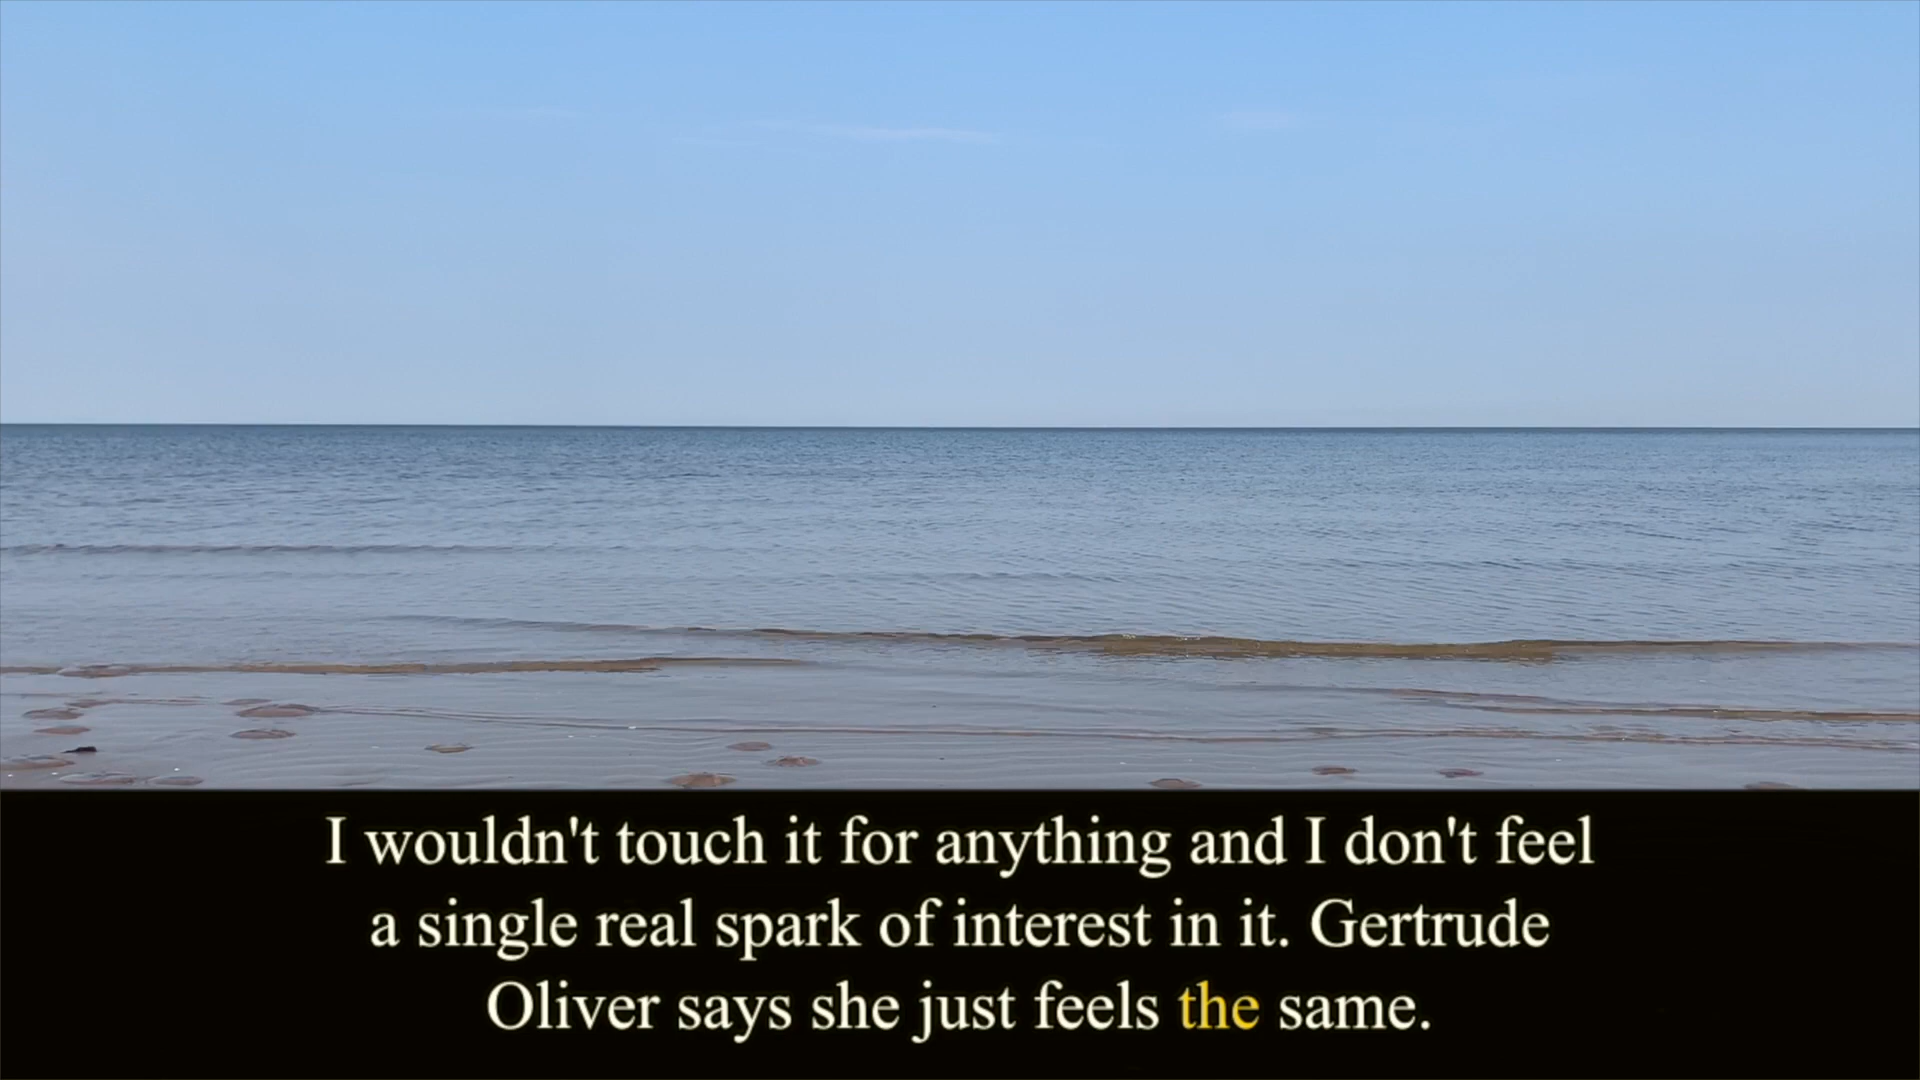 I wouldn't touch it for anything and I don't feel
a single real spark of interest in it. Gertrude
Oliver says she just feels the same.